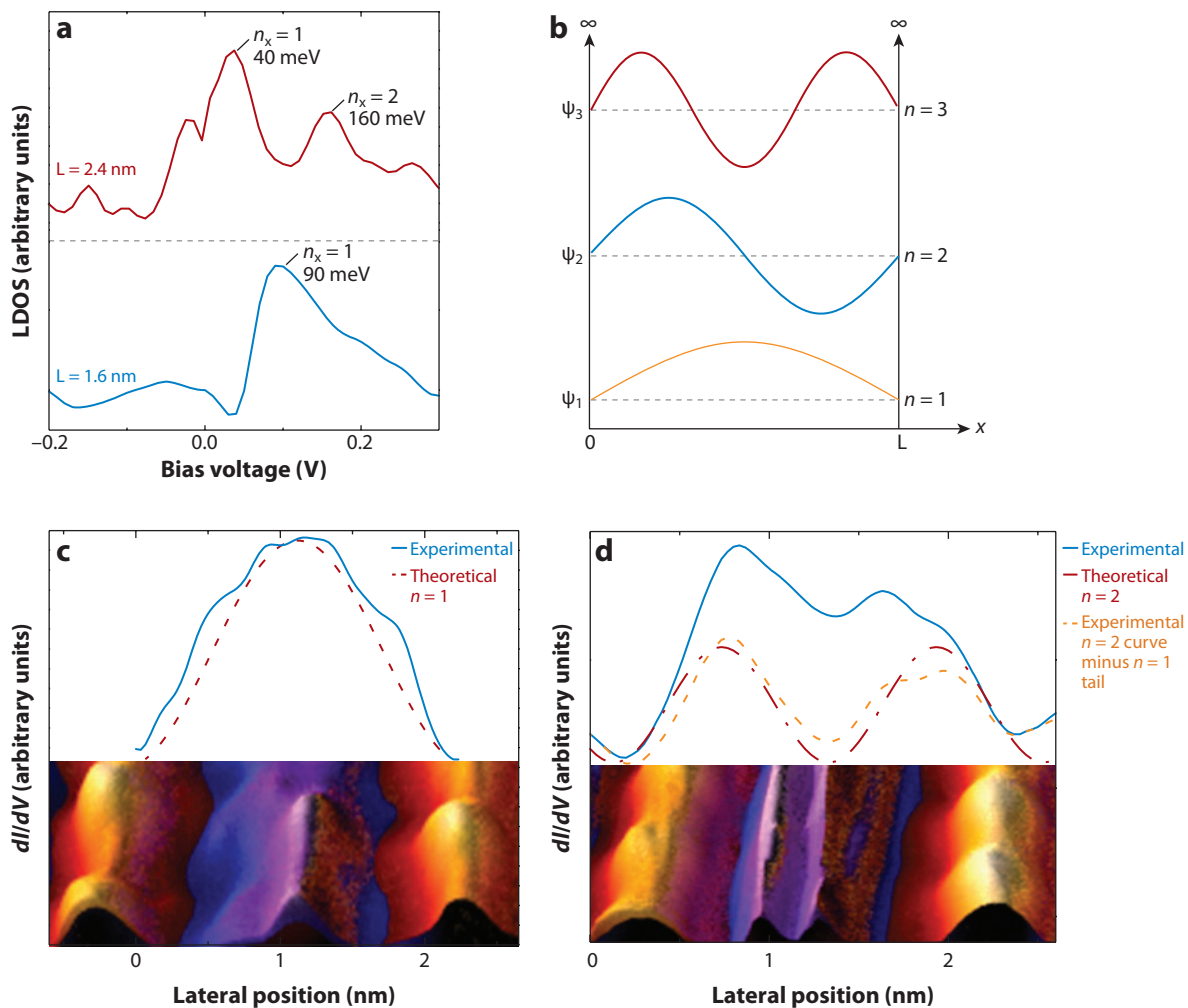 a
n_x = 1
40 meV
n_x = 2
160 meV
L = 2.4 nm
n_x = 1
90 meV
L = 1.6 nm
LDOS (arbitrary units)
–0.2
0.0
0.2
Bias voltage (V)
b
∞
∞
ψ3
n = 3
ψ2
n = 2
ψ1
n = 1
0
L
x
c
Experimental
Theoretical
n = 1
dI/dV (arbitrary units)
0
1
2
Lateral position (nm)
d
Experimental
Theoretical
n = 2
Experimental
n = 2 curve
minus n = 1
tail
dI/dV (arbitrary units)
0
1
2
Lateral position (nm)